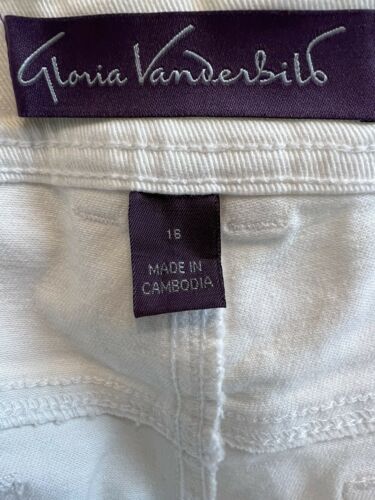 Gloria Vanderbilt
16
MADE IN
CAMBODIA